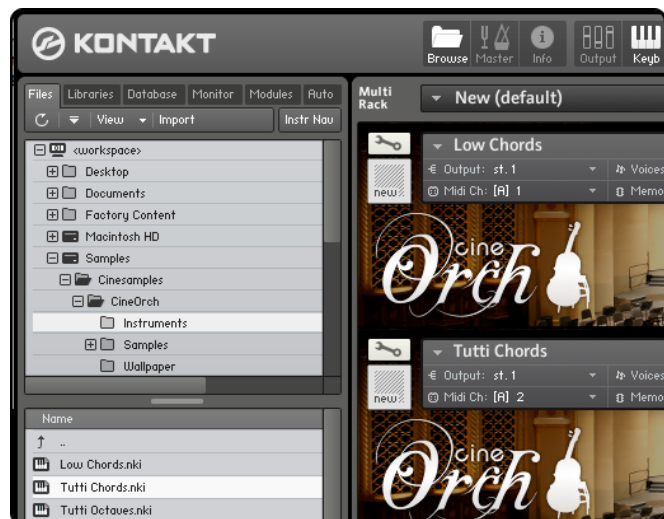 KONTAKT
Browse Master Info Output Keyb
Files Libraries Database Monitor Modules Auto
View Import Instr Nav
<workspace>
Desktop
Documents
Factory Content
Macintosh HD
Samples
Cinesamples
CineOrch
Instruments
Samples
Wallpaper
Name
..
Low Chords.nki
Tutti Chords.nki
Tutti Octaves.nki
Multi
Rack
New (default)
Low Chords
new
Output: st.1 Voices
Midi Ch: [A] 1 Memo
cine
Orch
Tutti Chords
new
Output: st.1 Voices
Midi Ch: [A] 2 Memo
cine
Orch